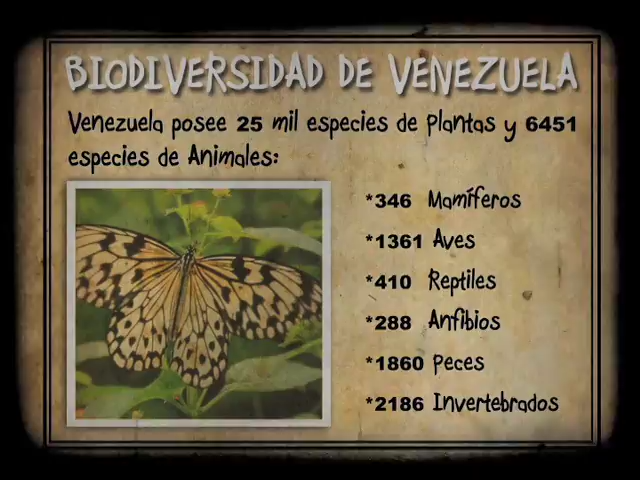 BIODIVERSIDAD DE VENEZUELA
Venezuela posee 25 mil especies de Plantas y 6451
especies de Animales:
*346 Mamíferos
*1361 Aves
*410 Reptiles
*288 Anfibios
*1860 Peces
*2186 Invertebrados